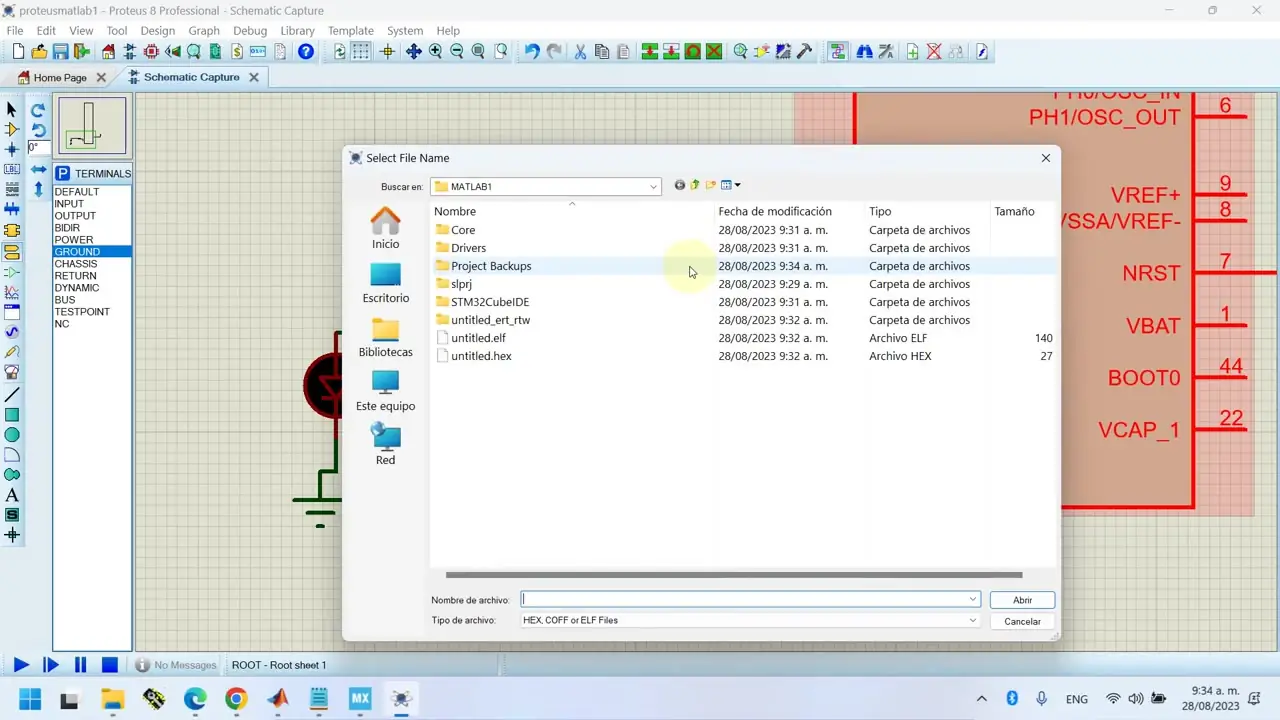 proteusmatlab1 - Proteus 8 Professional - Schematic Capture
File Edit View Tool Design Graph Debug Library Template System Help
Home Page Schematic Capture
LBL
0°
A
P TERMINALS
DEFAULT
INPUT
OUTPUT
BIDIR
POWER
GROUND
CHASSIS
RETURN
DYNAMIC
BUS
TESTPOINT
NC
PH0/OSC_IN
PH1/OSC_OUT 6
VREF+ 9
/SSA/VREF- 8
NRST 7
VBAT 1
BOOT0 44
VCAP_1 22
Select File Name
Buscar en: MATLAB1
Inicio
Escritorio
Bibliotecas
Este equipo
Red
Nombre Fecha de modificación Tipo Tamaño
Core 28/08/2023 9:31 a. m. Carpeta de archivos
Drivers 28/08/2023 9:31 a. m. Carpeta de archivos
Project Backups 28/08/2023 9:34 a. m. Carpeta de archivos
slprj 28/08/2023 9:29 a. m. Carpeta de archivos
STM32CubeIDE 28/08/2023 9:31 a. m. Carpeta de archivos
untitled_ert_rtw 28/08/2023 9:32 a. m. Carpeta de archivos
untitled.elf 28/08/2023 9:32 a. m. Archivo ELF 140
untitled.hex 28/08/2023 9:32 a. m. Archivo HEX 27
Nombre de archivo: Abrir
Tipo de archivo: HEX, COFF or ELF Files Cancelar
No Messages ROOT - Root sheet 1
MX
ENG
9:34 a. m.
28/08/2023